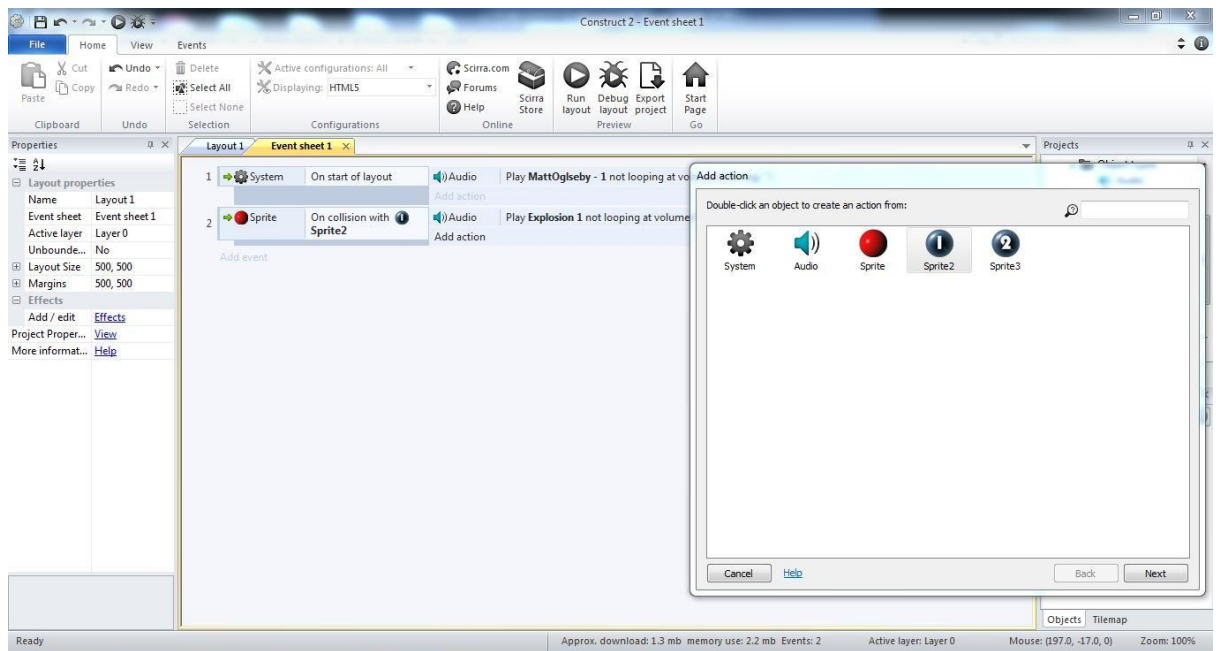 Construct 2 - Event sheet 1
File Home View Events
Paste
Cut
Copy
Clipboard
Undo
Redo
Undo
Delete
Select All
Select None
Selection
Active configurations: All
Displaying: HTML5
Configurations
Scirra.com
Forums
Help
Scirra Store
Online
Run layout
Debug layout
Export project
Preview
Start Page
Go
Properties
Layout properties
Name Layout 1
Event sheet Event sheet 1
Active layer Layer 0
Unbounde... No
Layout Size 500, 500
Margins 500, 500
Effects
Add / edit Effects
Project Proper... View
More informat... Help
Layout 1
Event sheet 1
1 System On start of layout Audio Play MattOglseby - 1 not looping at vo
Add action
2 Sprite On collision with 1 Sprite2 Audio Play Explosion 1 not looping at volume
Add action
Add event
Projects
Add action
Double-click an object to create an action from:
System Audio Sprite Sprite2 Sprite3
Cancel Help Back Next
Objects Tilemap
Ready
Approx. download: 1.3 mb memory use: 2.2 mb Events: 2 Active layer: Layer 0 Mouse: (197.0, -17.0, 0) Zoom: 100%